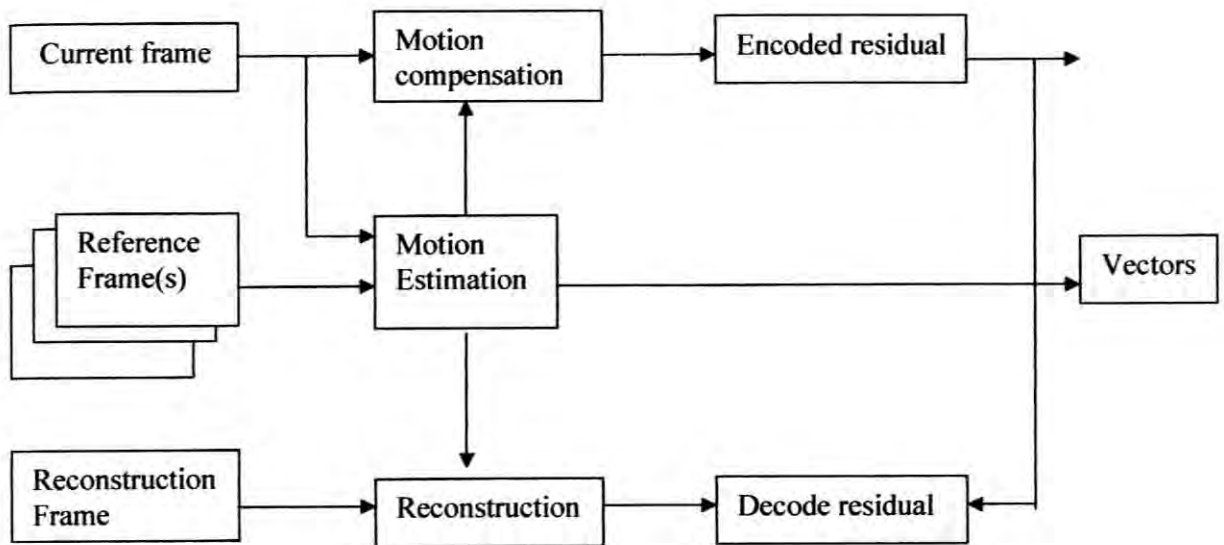 Current frame
Motion
compensation
Encoded residual
Reference
Frame(s)
Motion
Estimation
Vectors
Reconstruction
Frame
Reconstruction
Decode residual